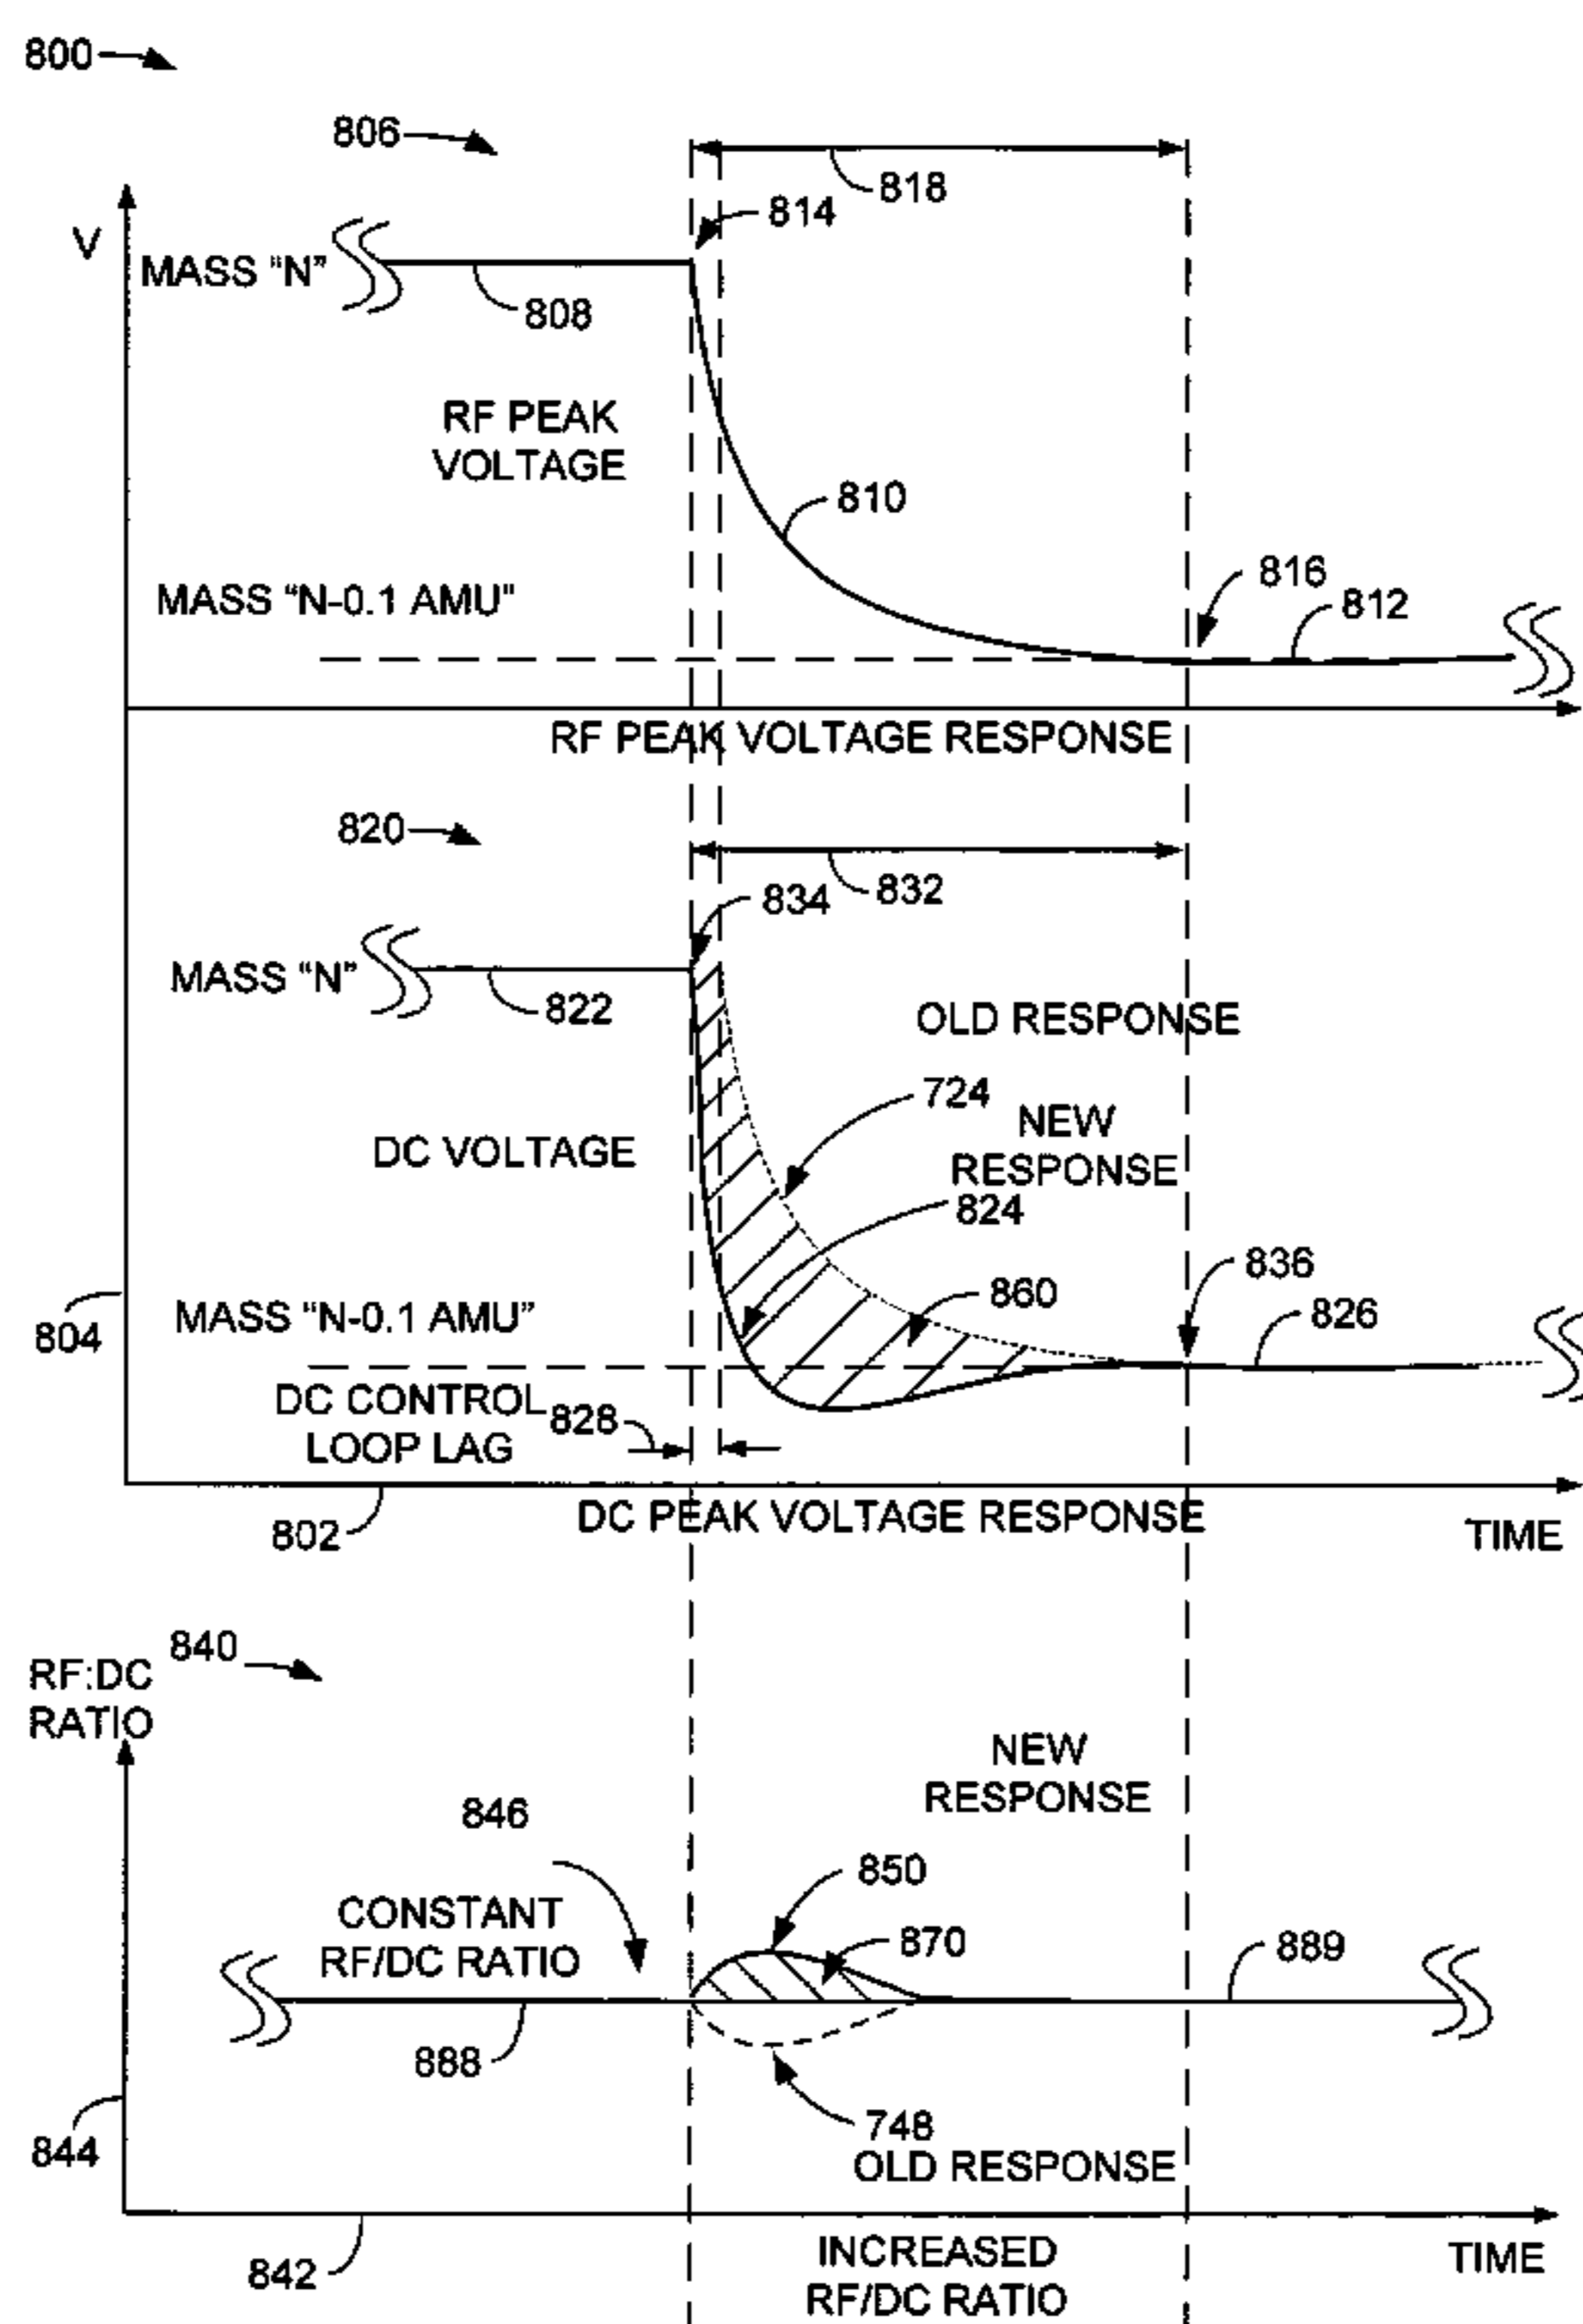 800
806
818
814
V
MASS "N"
808
RF PEAK
VOLTAGE
810
MASS "N-0.1 AMU"
816
812
RF PEAK VOLTAGE RESPONSE
820
832
834
MASS "N"
822
OLD RESPONSE
724
NEW
RESPONSE
DC VOLTAGE
824
836
860
826
MASS "N-0.1 AMU"
804
DC CONTROL
LOOP LAG
828
DC PEAK VOLTAGE RESPONSE
802
TIME
840
RF:DC
RATIO
NEW
RESPONSE
846
850
CONSTANT
RF/DC RATIO
870
889
888
748
OLD RESPONSE
844
842
INCREASED
RF/DC RATIO
TIME